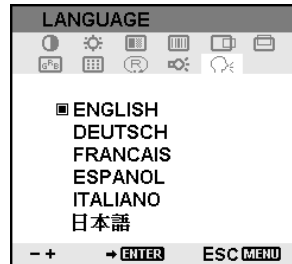 LANGUAGE
ENGLISH
DEUTSCH
FRANCAIS
ESPANOL
ITALIANO
日本語
- + → ENTER ESC MENU